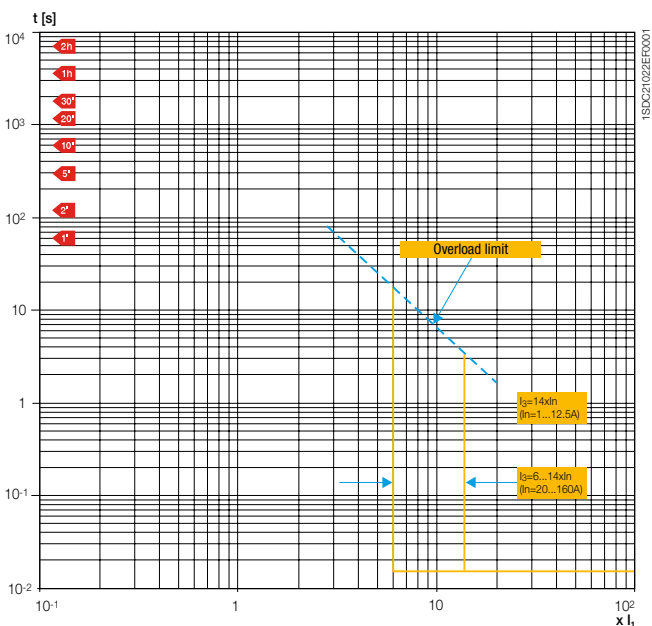 t [s]
10⁴
2h
1h
30'
20'
10³
10'
5'
2'
10²
1'
Overload limit
10
1
I₃=14xIn
(In=1...12.5A)
I₃=6...14xIn
(In=20...160A)
10⁻¹
10⁻²
10⁻¹
1
10
10²
x I₁
1SDC21022EF0001